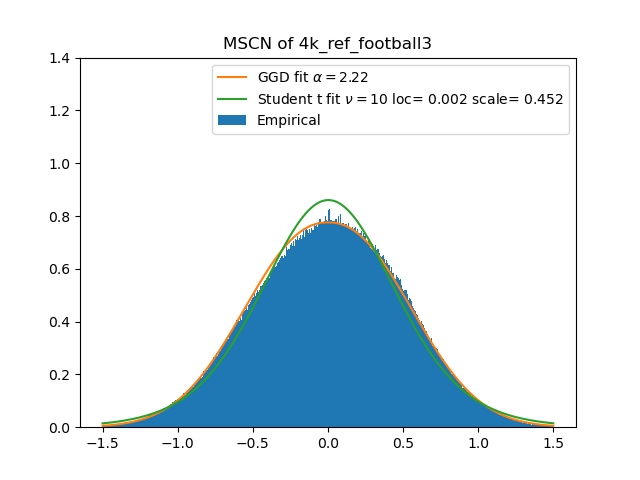 MSCN of 4k_ref_football3
GGD fit α = 2.22
Student t fit ν = 10 loc= 0.002 scale= 0.452
Empirical
1.4
1.2
1.0
0.8
0.6
0.4
0.2
0.0
−1.5 −1.0 −0.5 0.0 0.5 1.0 1.5